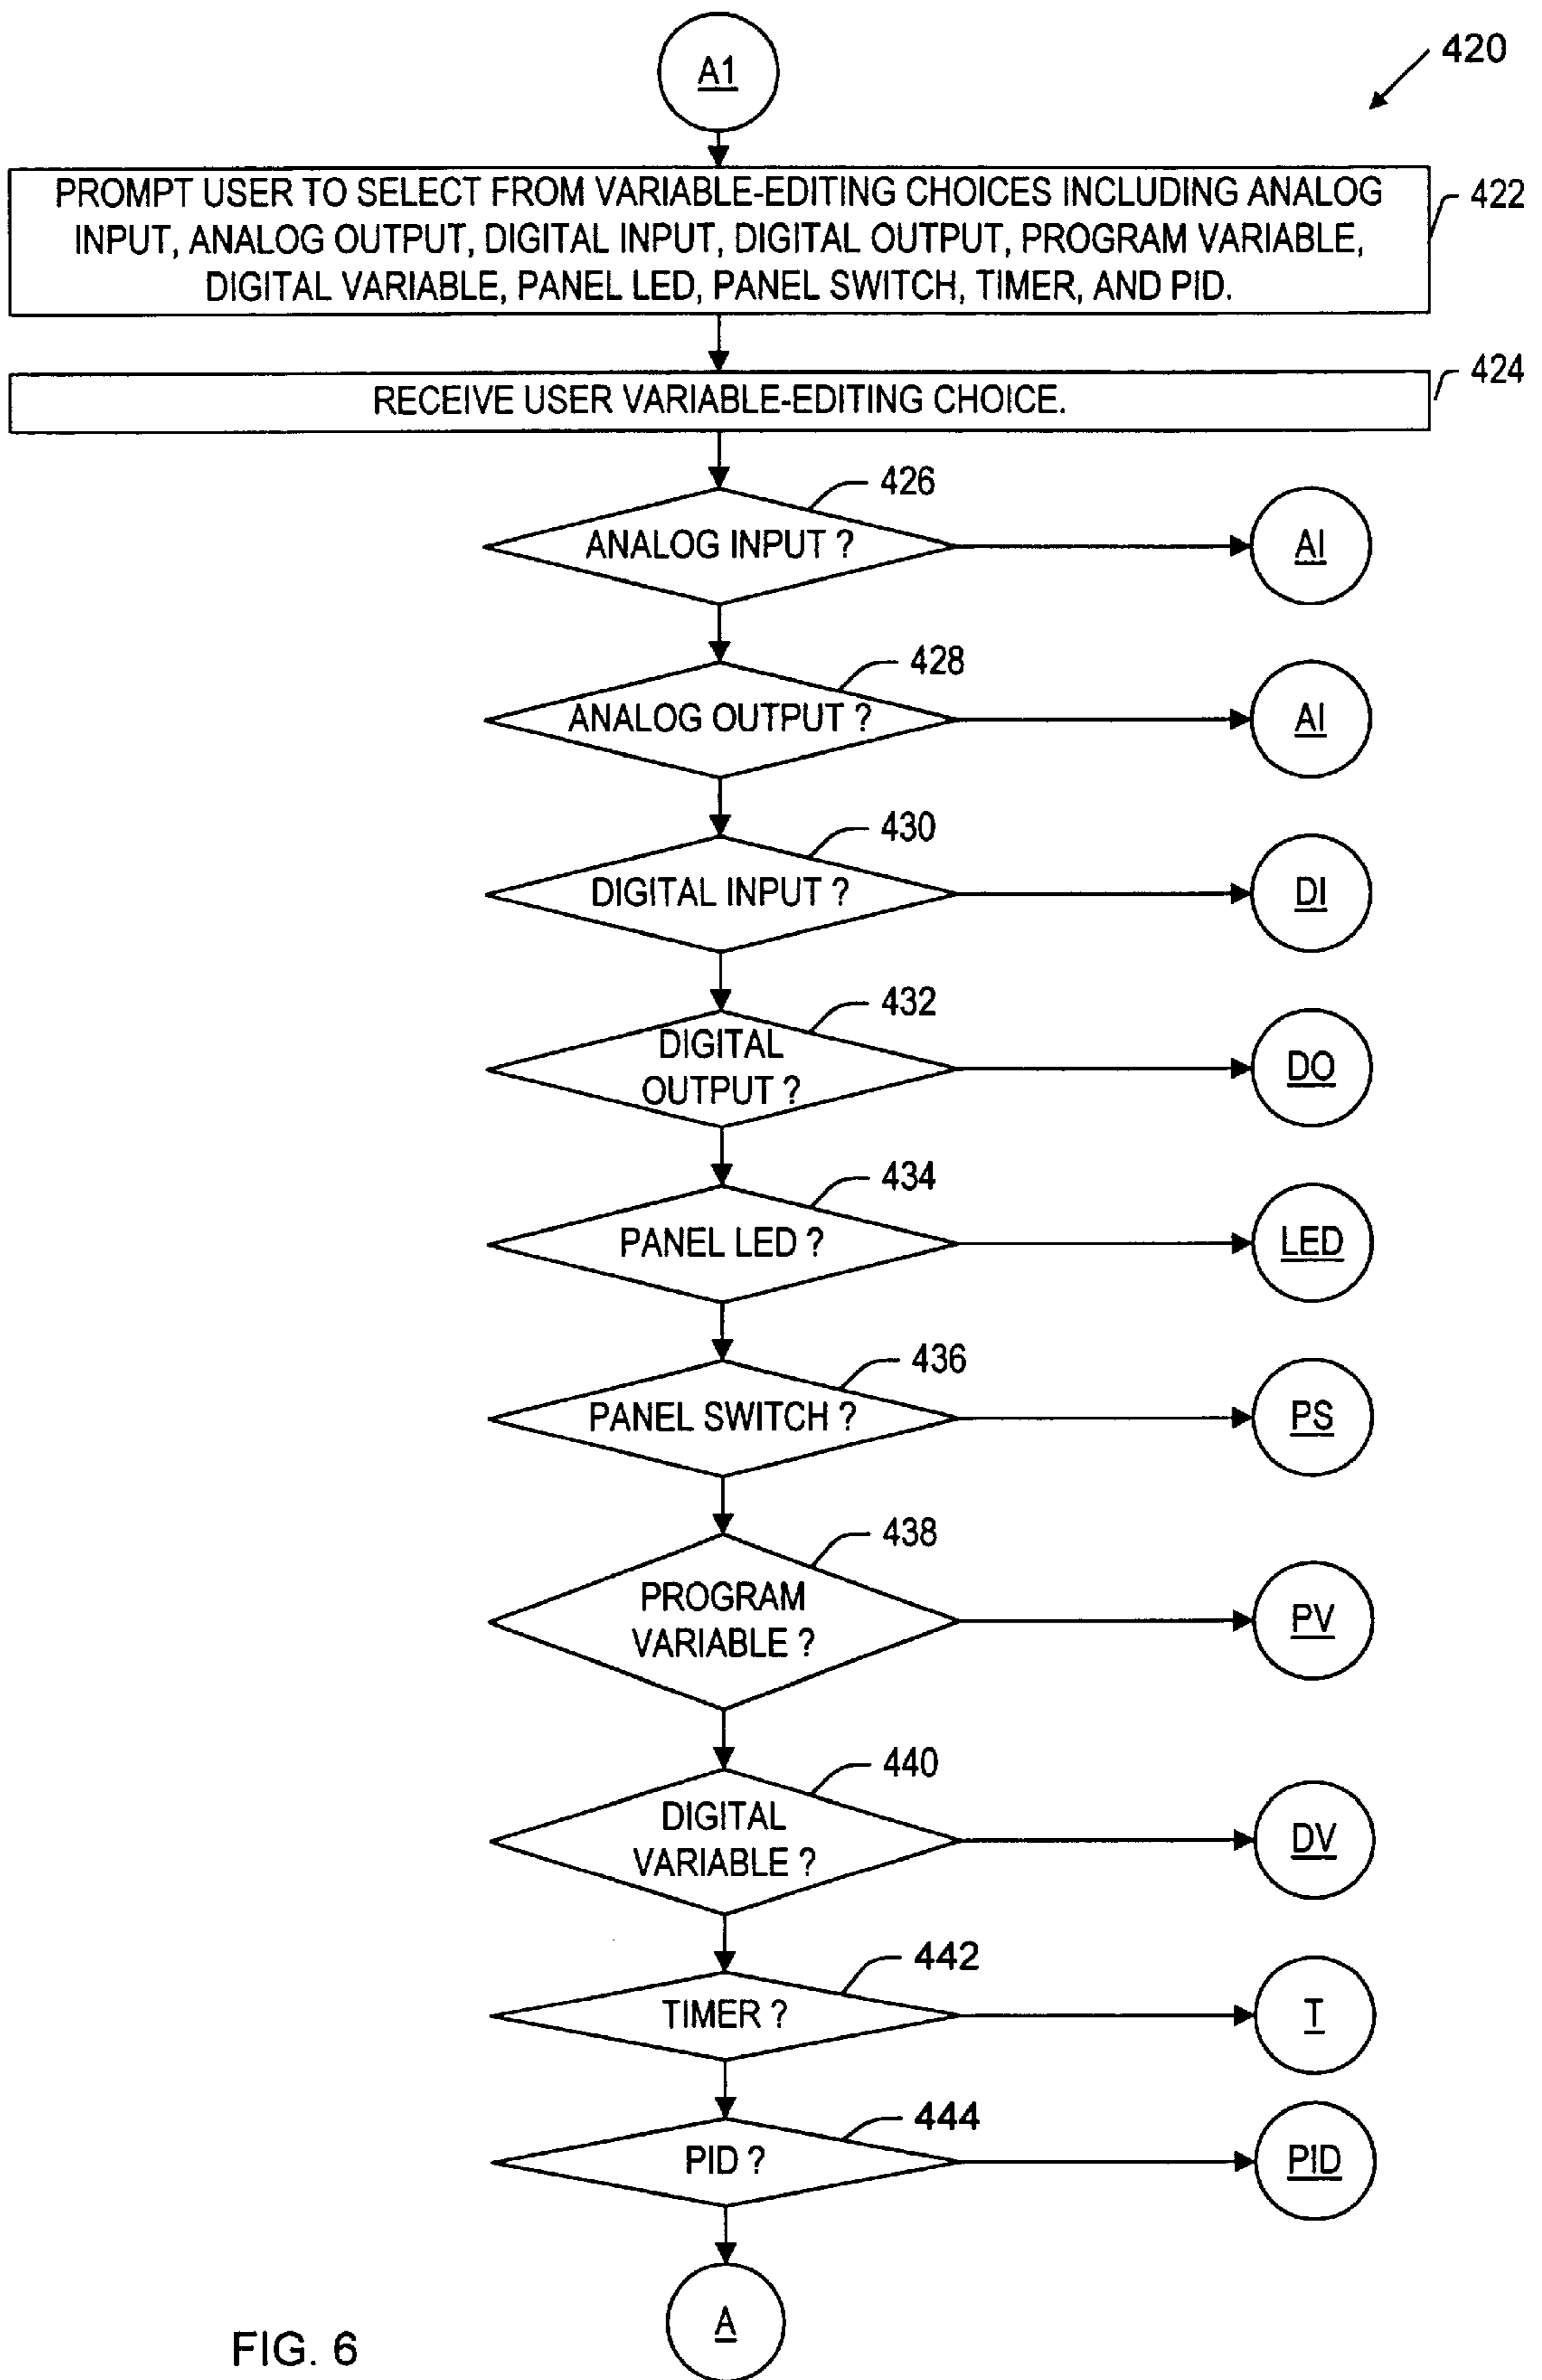 A1
420
PROMPT USER TO SELECT FROM VARIABLE-EDITING CHOICES INCLUDING ANALOG
INPUT, ANALOG OUTPUT, DIGITAL INPUT, DIGITAL OUTPUT, PROGRAM VARIABLE,
DIGITAL VARIABLE, PANEL LED, PANEL SWITCH, TIMER, AND PID.
422
RECEIVE USER VARIABLE-EDITING CHOICE.
424
426
ANALOG INPUT ?
AI
428
ANALOG OUTPUT ?
AI
430
DIGITAL INPUT ?
DI
432
DIGITAL
OUTPUT ?
DO
434
PANEL LED ?
LED
436
PANEL SWITCH ?
PS
438
PROGRAM
VARIABLE ?
PV
440
DIGITAL
VARIABLE ?
DV
442
TIMER ?
T
444
PID ?
PID
A
FIG. 6